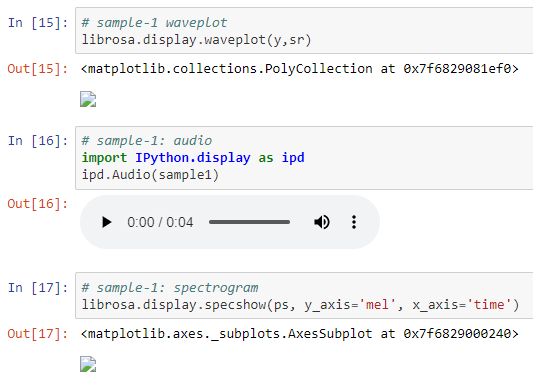 In [15]: # sample-1 waveplot
librosa.display.waveplot(y,sr)
Out[15]: <matplotlib.collections.PolyCollection at 0x7f6829081ef0>
In [16]: # sample-1: audio
import IPython.display as ipd
ipd.Audio(sample1)
Out[16]:
0:00 / 0:04
In [17]: # sample-1: spectrogram
librosa.display.specshow(ps, y_axis='mel', x_axis='time')
Out[17]: <matplotlib.axes._subplots.AxesSubplot at 0x7f6829000240>